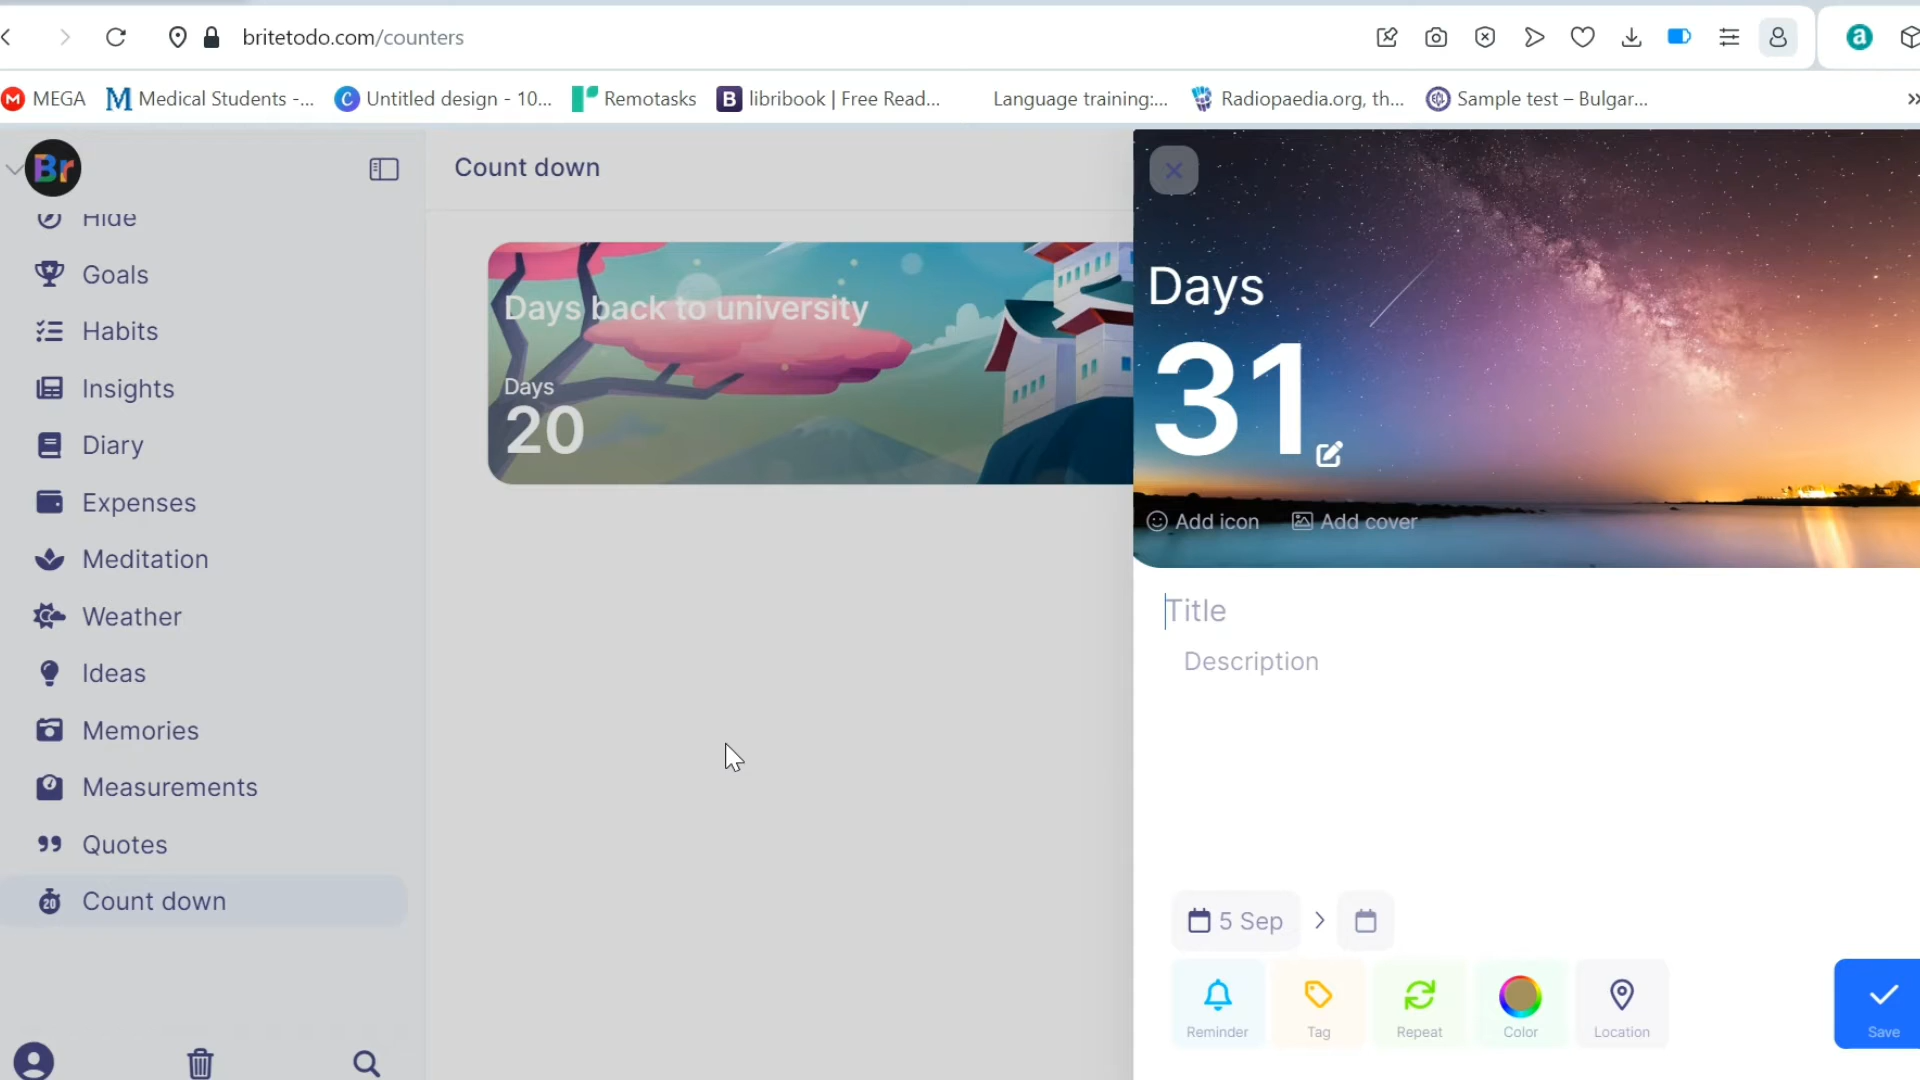 britetodo.com/counters
a
MEGA
Medical Students -...
Untitled design - 10...
Remotasks
B
libribook | Free Read...
Language training:...
Radiopaedia.org, th...
Sample test – Bulgar...
»
Br
Hide
Goals
Habits
Insights
Diary
Expenses
Meditation
Weather
Ideas
Memories
Measurements
Quotes
20
Count down
Count down
Days back to university
Days
20
Days
31
Add icon
Add cover
Title
Description
5 Sep
Reminder
Tag
Repeat
Color
Location
Save